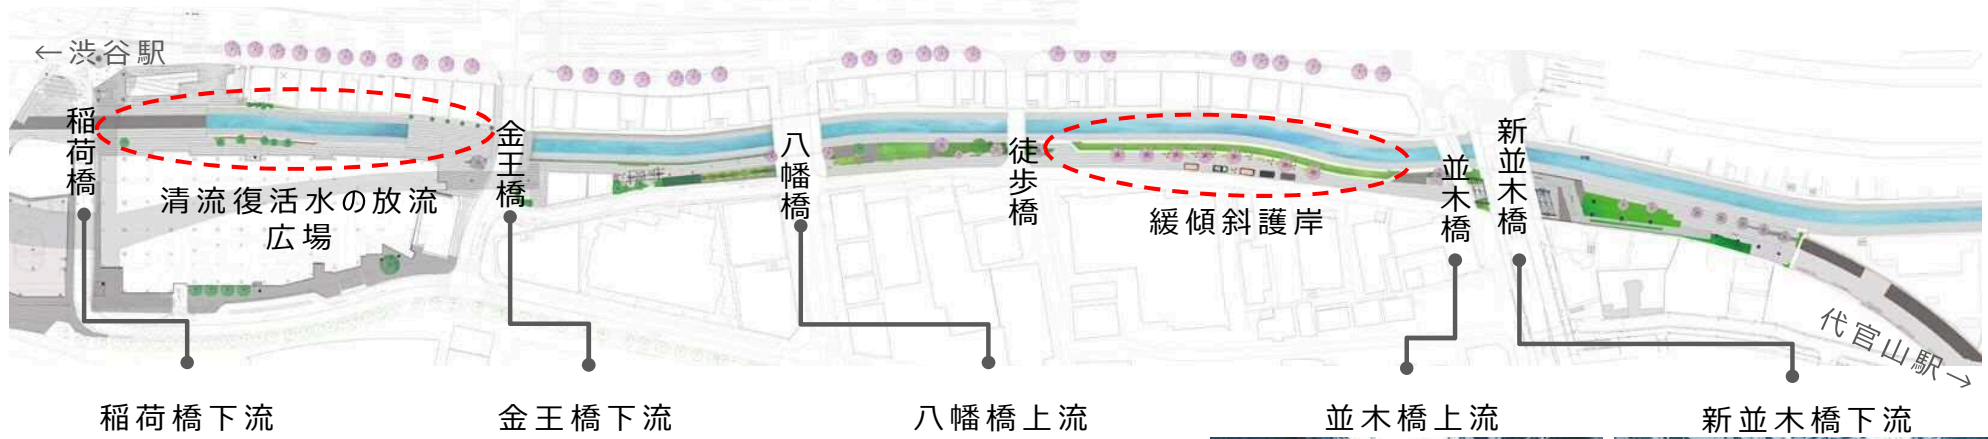 ←渋谷駅
稲荷橋
清流復活水の放流
広場
金王橋
八幡橋
徒歩橋
緩傾斜護岸
並木橋
新並木橋
代官山駅→
稲荷橋下流
金王橋下流
八幡橋上流
並木橋上流
新並木橋下流